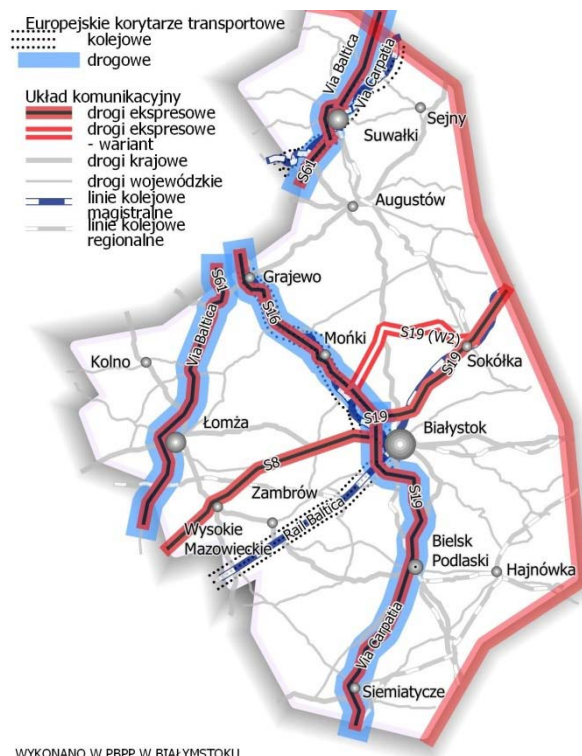 Europejskie korytarze transportowe
kolejowe
drogowe
Układ komunikacyjny
drogi ekspresowe
drogi ekspresowe
- wariant
drogi krajowe
drogi wojewódzkie
linie kolejowe
magistralne
linie kolejowe
regionalne
Via Baltica
Via Carpatia
Sejny
Suwałki
S61
Augustów
S61
Grajewo
S16
Via Baltica
Mońki
S19 (W2)
Sokółka
S19
Kolno
S19
Łomża
Białystok
S8
S19
Zambrów
Rail Baltica
Wysokie
Mazowieckie
Bielsk
Podlaski
Hajnówka
Via Carpatia
Siemiatycze
WYKONANO W PBPP W BIAŁYMSTOKU